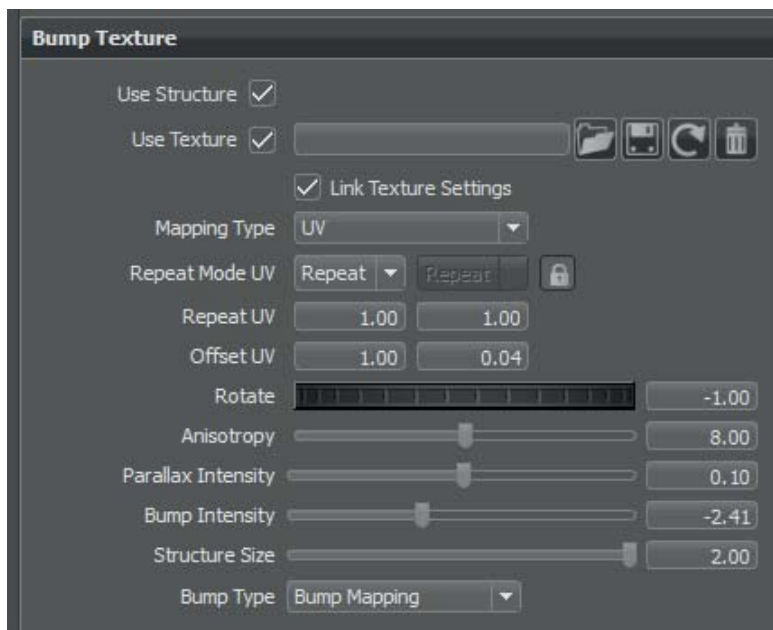 Bump Texture
Use Structure
Use Texture
Link Texture Settings
Mapping Type UV
Repeat Mode UV Repeat Repeat
Repeat UV 1.00 1.00
Offset UV 1.00 0.04
Rotate -1.00
Anisotropy 8.00
Parallax Intensity 0.10
Bump Intensity -2.41
Structure Size 2.00
Bump Type Bump Mapping